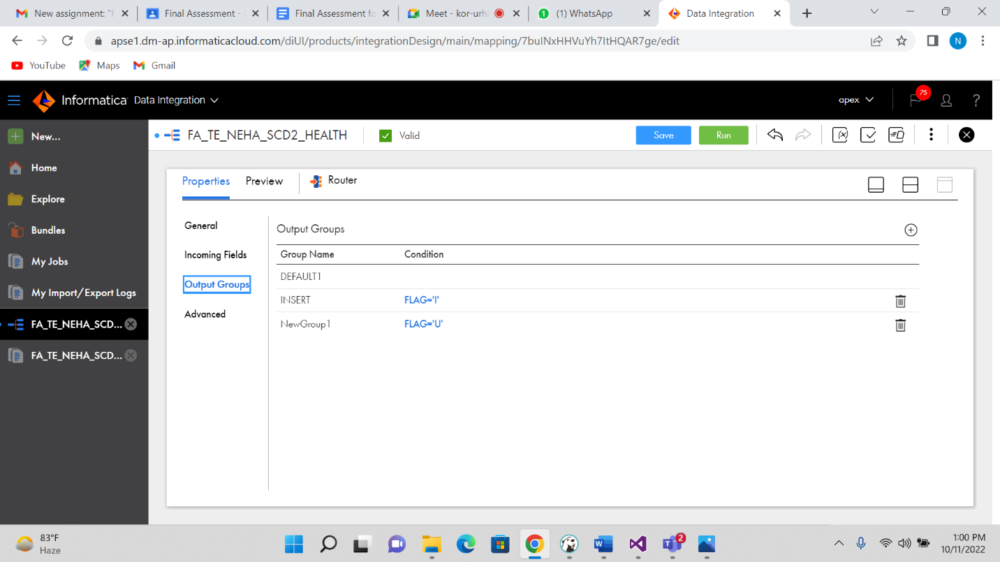 New assignment: "F
Final Assessment -
Final Assessment fo
Meet - kor-urh
1 (1) WhatsApp
Data Integration
apse1.dm-ap.informaticacloud.com/diUI/products/integrationDesign/main/mapping/7buINxHHVuYh7ItHQAR7ge/edit
N
YouTube Maps Gmail
Informatica Data Integration
apex
75
?
New...
Home
Explore
Bundles
My Jobs
My Import/Export Logs
FA_TE_NEHA_SCD...
FA_TE_NEHA_SCD...
FA_TE_NEHA_SCD2_HEALTH
Valid
Save
Run
Properties Preview Router
General
Incoming Fields
Output Groups
Advanced
Output Groups
Group Name Condition
DEFAULT1
INSERT FLAG='I'
NewGroup1 FLAG='U'
83°F
Haze
2
1:00 PM
10/11/2022